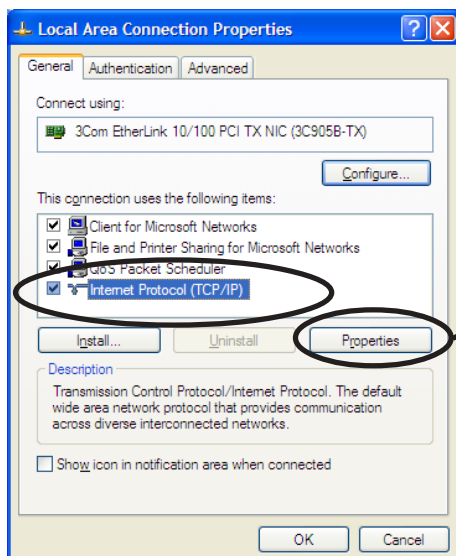 Local Area Connection Properties
General Authentication Advanced
Connect using:
3Com EtherLink 10/100 PCI TX NIC (3C905B-TX)
Configure...
This connection uses the following items:
Client for Microsoft Networks
File and Printer Sharing for Microsoft Networks
QoS Packet Scheduler
Internet Protocol (TCP/IP)
Install... Uninstall Properties
Description
Transmission Control Protocol/Internet Protocol. The default
wide area network protocol that provides communication
across diverse interconnected networks.
Show icon in notification area when connected
OK Cancel